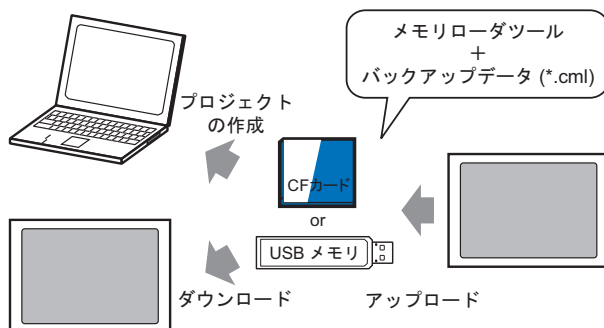 メモリローダツール
+
バックアップデータ (*.cml)
プロジェクト
の作成
CFカード
or
USB メモリ
ダウンロード
アップロード